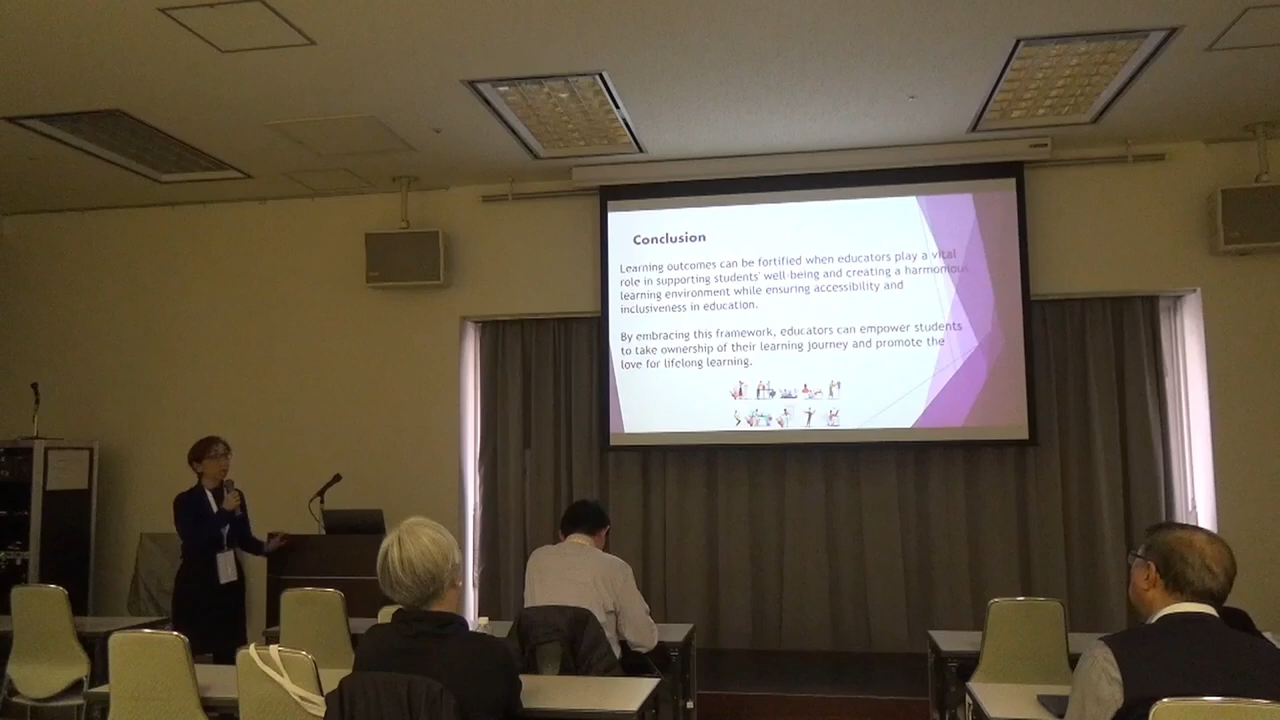 Conclusion
Learning outcomes can be fortified when educators play a vital
role in supporting students' well-being and creating a harmonious
learning environment while ensuring accessibility and
inclusiveness in education.
By embracing this framework, educators can empower students
to take ownership of their learning journey and promote the
love for lifelong learning.